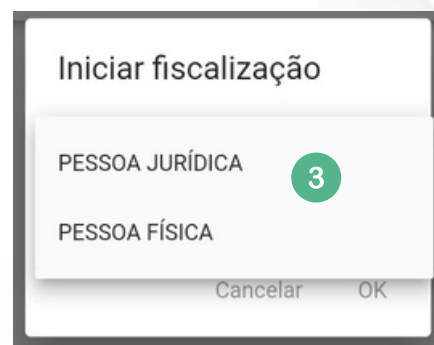 Iniciar fiscalização
PESSOA JURÍDICA
3
PESSOA FÍSICA
Cancelar OK